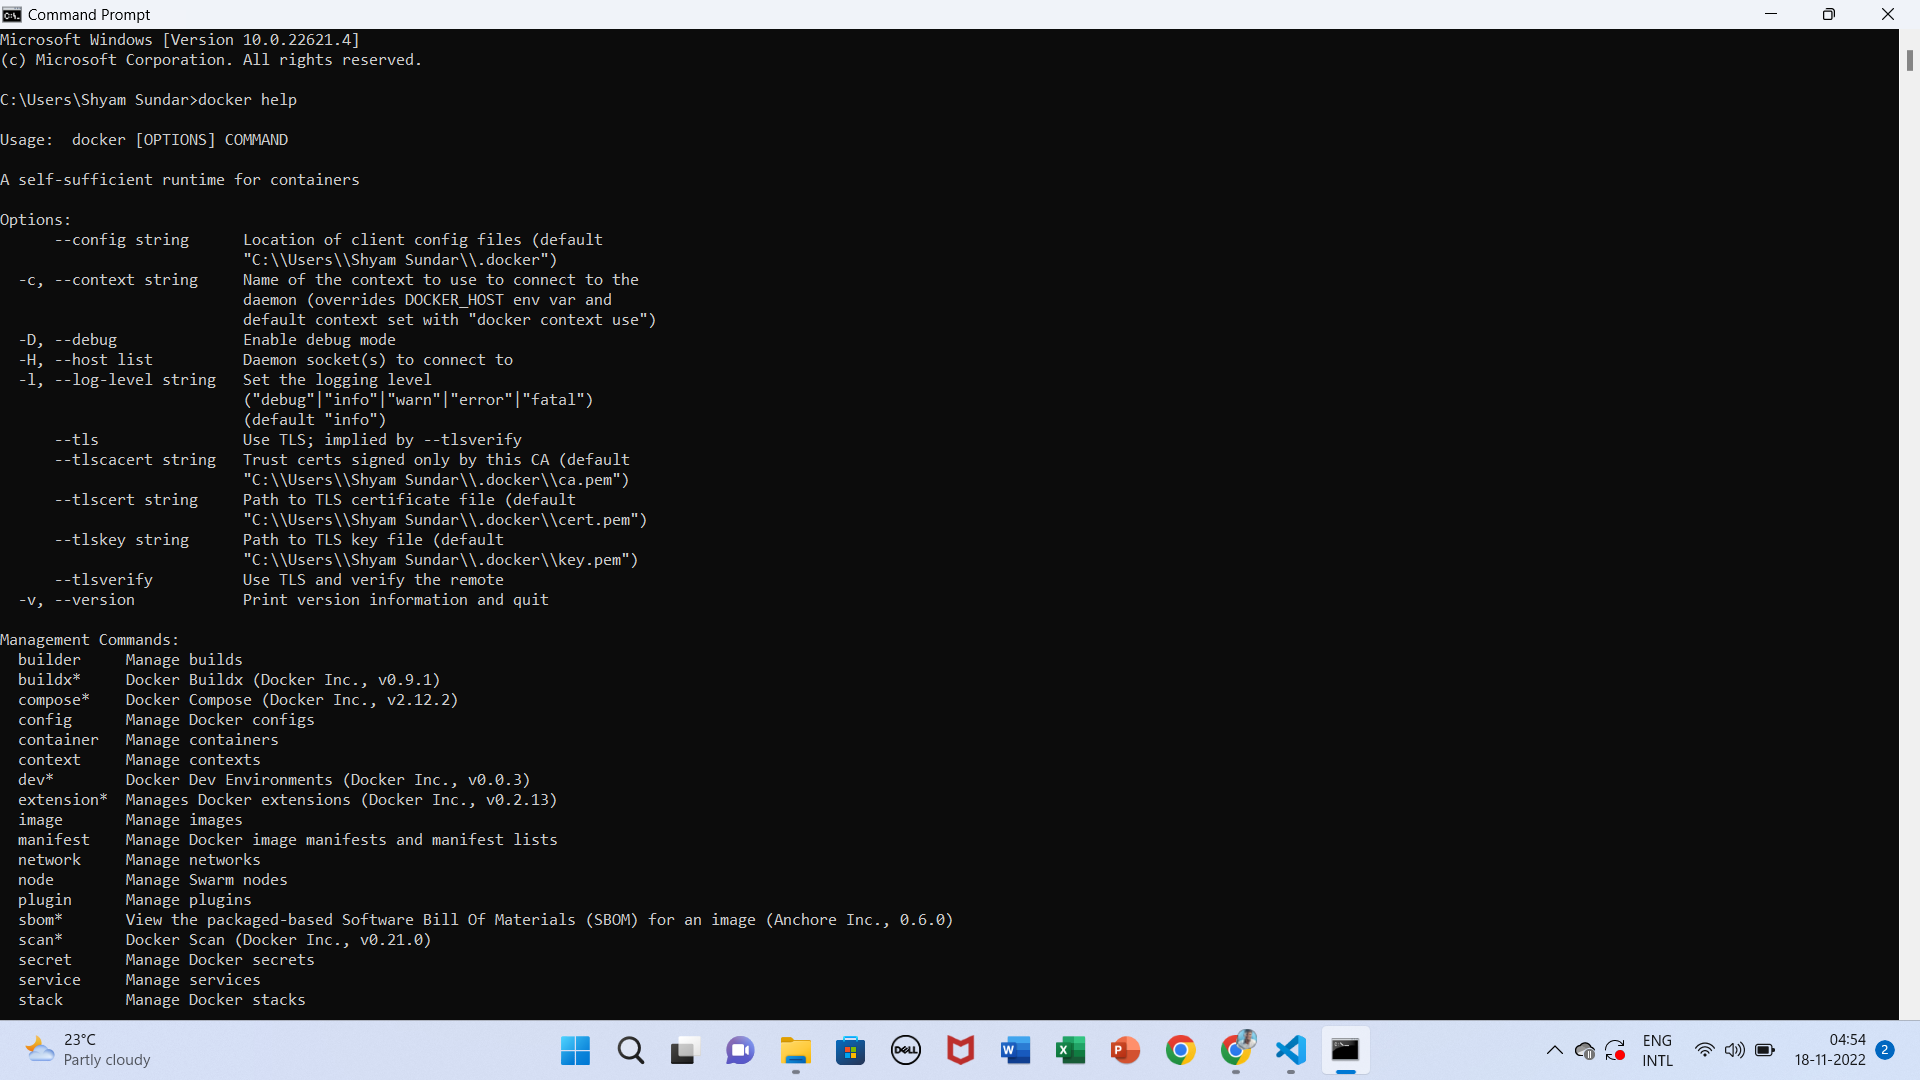 Command Prompt
Microsoft Windows [Version 10.0.22621.4]
(c) Microsoft Corporation. All rights reserved.
C:\Users\Shyam Sundar>docker help
Usage:  docker [OPTIONS] COMMAND
A self-sufficient runtime for containers
Options:
      --config string      Location of client config files (default
                           "C:\\Users\\Shyam Sundar\\.docker")
  -c, --context string     Name of the context to use to connect to the
                           daemon (overrides DOCKER_HOST env var and
                           default context set with "docker context use")
  -D, --debug              Enable debug mode
  -H, --host list          Daemon socket(s) to connect to
  -l, --log-level string   Set the logging level
                           ("debug"|"info"|"warn"|"error"|"fatal")
                           (default "info")
      --tls                Use TLS; implied by --tlsverify
      --tlscacert string   Trust certs signed only by this CA (default
                           "C:\\Users\\Shyam Sundar\\.docker\\ca.pem")
      --tlscert string     Path to TLS certificate file (default
                           "C:\\Users\\Shyam Sundar\\.docker\\cert.pem")
      --tlskey string      Path to TLS key file (default
                           "C:\\Users\\Shyam Sundar\\.docker\\key.pem")
      --tlsverify          Use TLS and verify the remote
  -v, --version            Print version information and quit
Management Commands:
  builder     Manage builds
  buildx*     Docker Buildx (Docker Inc., v0.9.1)
  compose*    Docker Compose (Docker Inc., v2.12.2)
  config      Manage Docker configs
  container   Manage containers
  context     Manage contexts
  dev*        Docker Dev Environments (Docker Inc., v0.0.3)
  extension*  Manages Docker extensions (Docker Inc., v0.2.13)
  image       Manage images
  manifest    Manage Docker image manifests and manifest lists
  network     Manage networks
  node        Manage Swarm nodes
  plugin      Manage plugins
  sbom*       View the packaged-based Software Bill Of Materials (SBOM) for an image (Anchore Inc., 0.6.0)
  scan*       Docker Scan (Docker Inc., v0.21.0)
  secret      Manage Docker secrets
  service     Manage services
  stack       Manage Docker stacks
23°C
Partly cloudy
DELL
W
X
P
ENG
INTL
04:54
18-11-2022
2